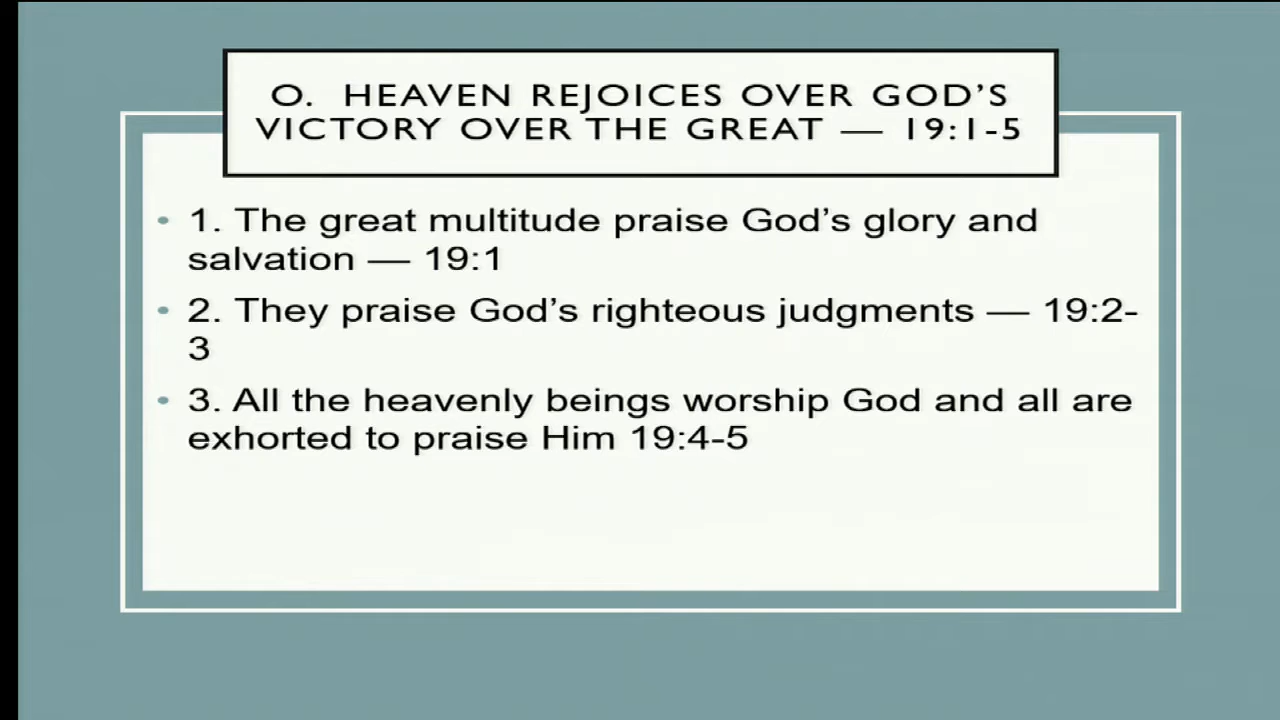 O. HEAVEN REJOICES OVER GOD’S
VICTORY OVER THE GREAT — 19:1-5
• 1. The great multitude praise God’s glory and
salvation — 19:1
• 2. They praise God’s righteous judgments — 19:2-
3
• 3. All the heavenly beings worship God and all are
exhorted to praise Him 19:4-5